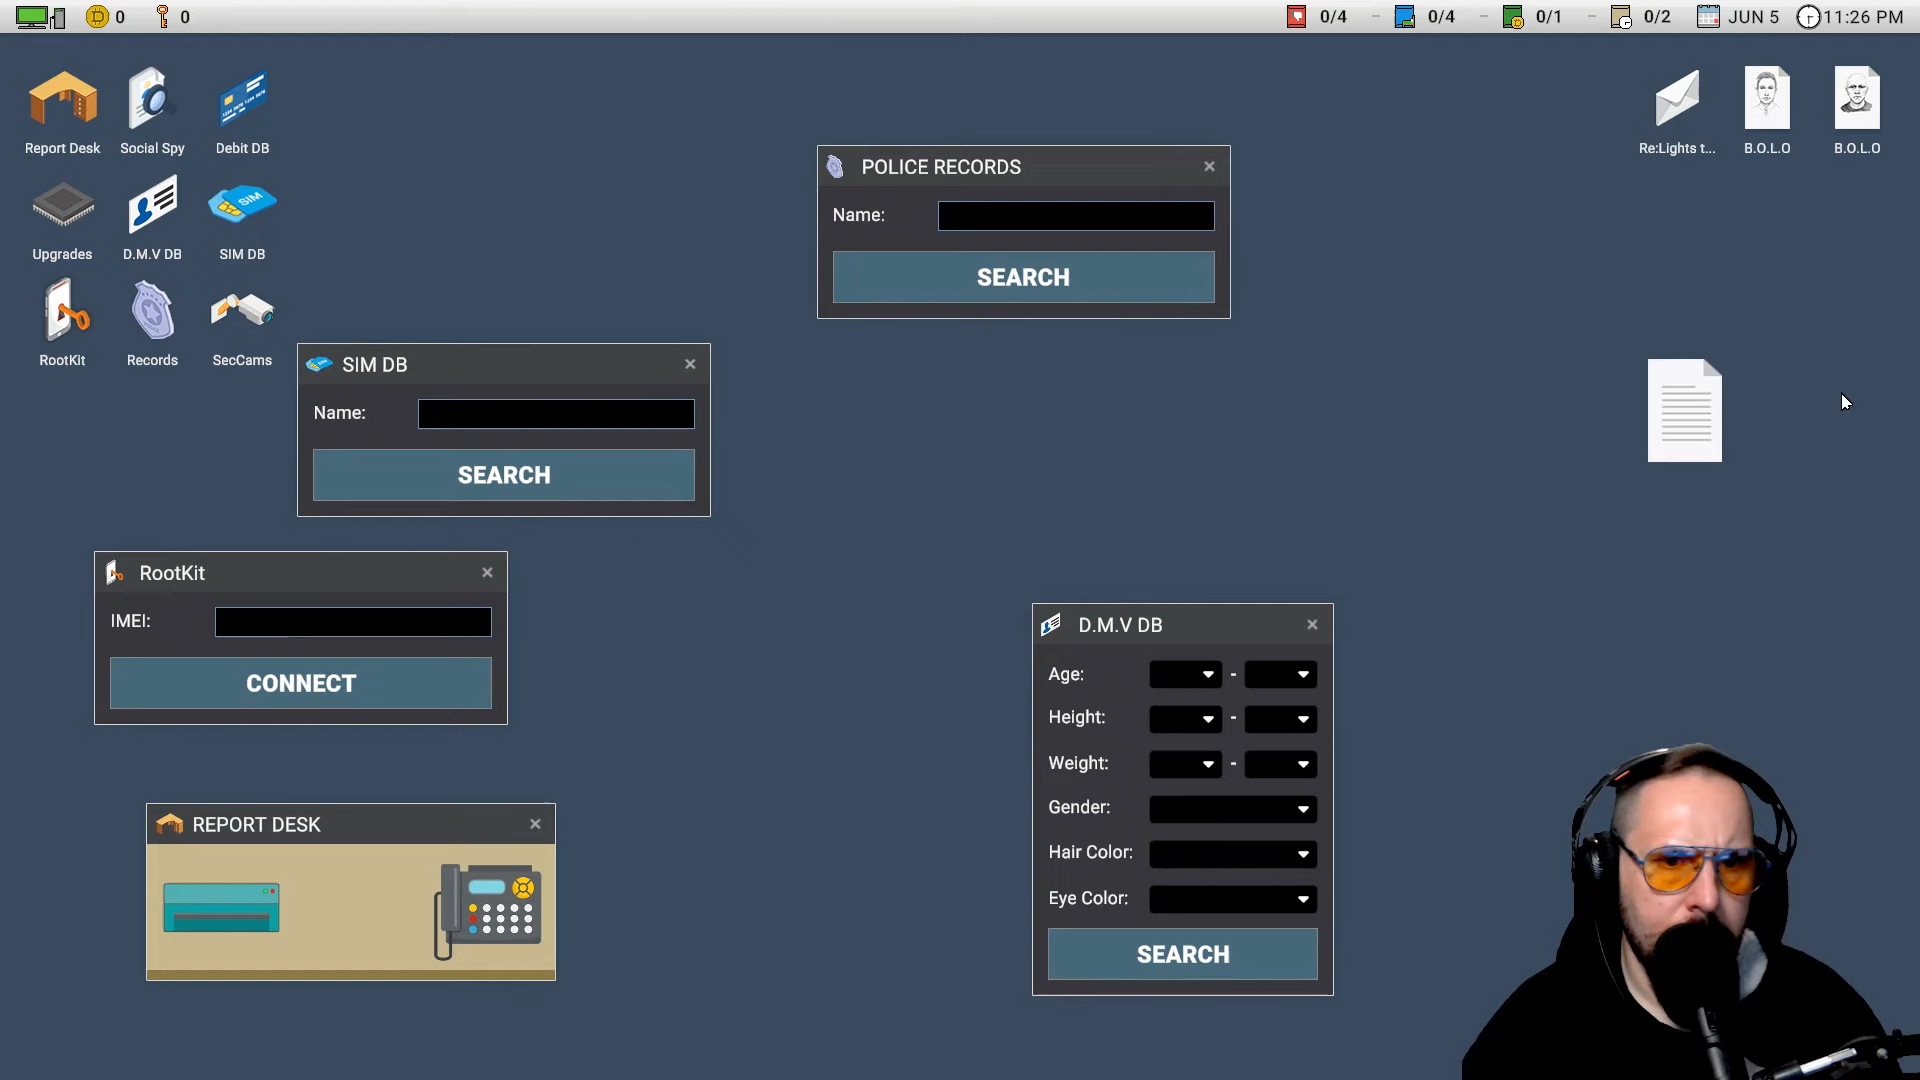 0 0 0/4 - 0/4 - 0/1 - 0/2 JUN 5 11:26 PM
Report Desk Social Spy Debit DB
Re:Lights t... B.O.L.O B.O.L.O
POLICE RECORDS ×
Name:
SEARCH
SIM
Upgrades D.M.V DB SIM DB
RootKit Records SecCams
SIM DB ×
Name:
SEARCH
RootKit ×
IMEI:
CONNECT
D.M.V DB ×
Age: -
Height: -
Weight: -
Gender:
Hair Color:
Eye Color:
SEARCH
REPORT DESK ×